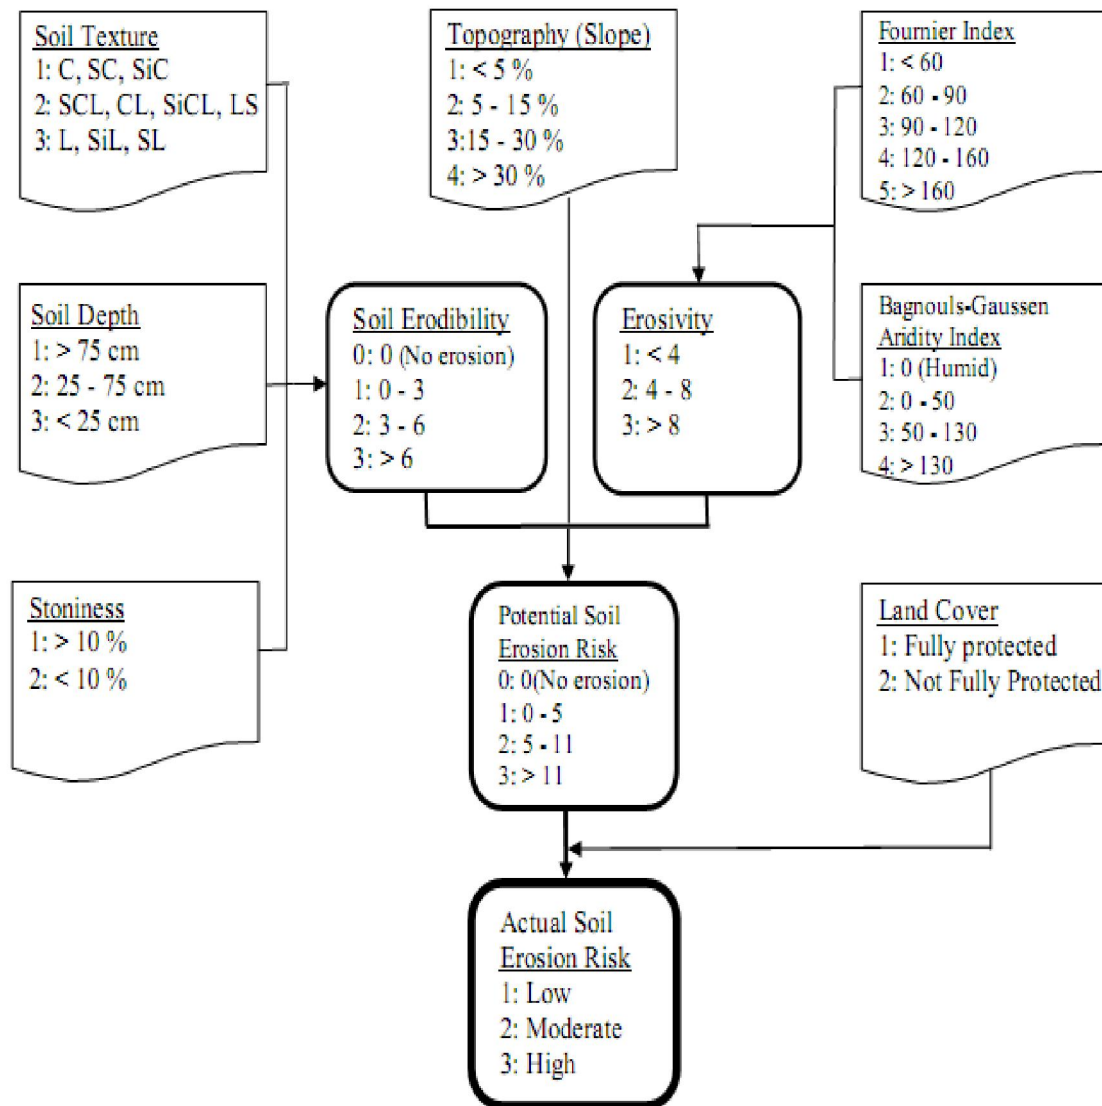 Soil Texture
1: C, SC, SiC
2: SCL, CL, SiCL, LS
3: L, SiL, SL
Topography (Slope)
1: < 5 %
2: 5 - 15 %
3:15 - 30 %
4: > 30 %
Fournier Index
1: < 60
2: 60 - 90
3: 90 - 120
4: 120 - 160
5: > 160
Soil Depth
1: > 75 cm
2: 25 - 75 cm
3: < 25 cm
Soil Erodibility
0: 0 (No erosion)
1: 0 - 3
2: 3 - 6
3: > 6
Erosivity
1: < 4
2: 4 - 8
3: > 8
Bagnouls-Gaussen
Aridity Index
1: 0 (Humid)
2: 0 - 50
3: 50 - 130
4: > 130
Stoniness
1: > 10 %
2: < 10 %
Potential Soil
Erosion Risk
0: 0(No erosion)
1: 0 - 5
2: 5 - 11
3: > 11
Land Cover
1: Fully protected
2: Not Fully Protected
Actual Soil
Erosion Risk
1: Low
2: Moderate
3: High